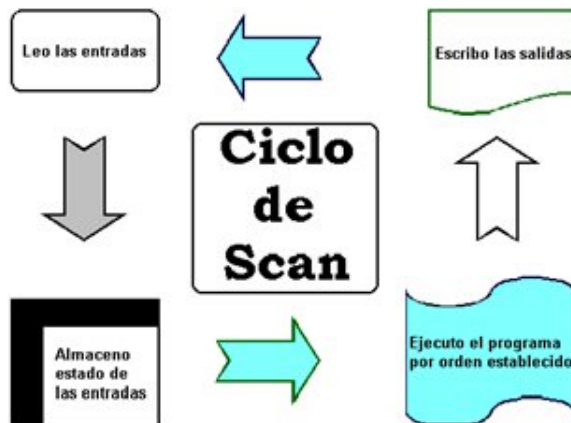 Leo las entradas
Escribo las salidas
Ciclo
de
Scan
Almaceno
estado de
las entradas
Ejecuto el programa
por orden establecido